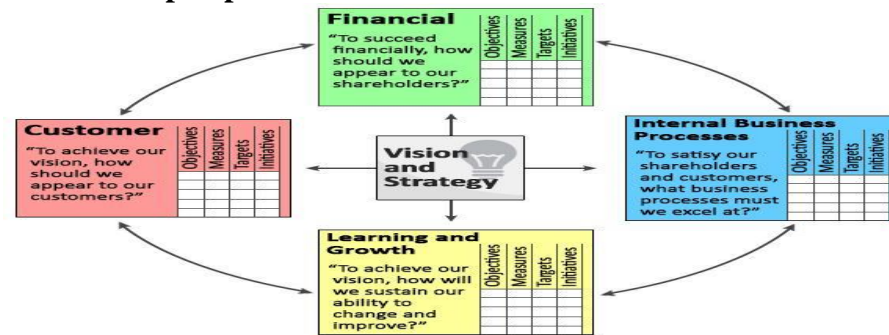 Financial
“To succeed
financially, how
should we
appear to our
shareholders?”
Objectives
Measures
Targets
Initiatives
Customer
“To achieve our
vision, how
should we
appear to our
customers?”
Objectives
Measures
Targets
Initiatives
Vision
and
Strategy
Internal Business
Processes
“To satisy our
shareholders
and customers,
what business
processes must
we excel at?”
Objectives
Measures
Targets
Initiatives
Learning and
Growth
“To achieve our
vision, how will
we sustain our
ability to
change and
improve?”
Objectives
Measures
Targets
Initiatives